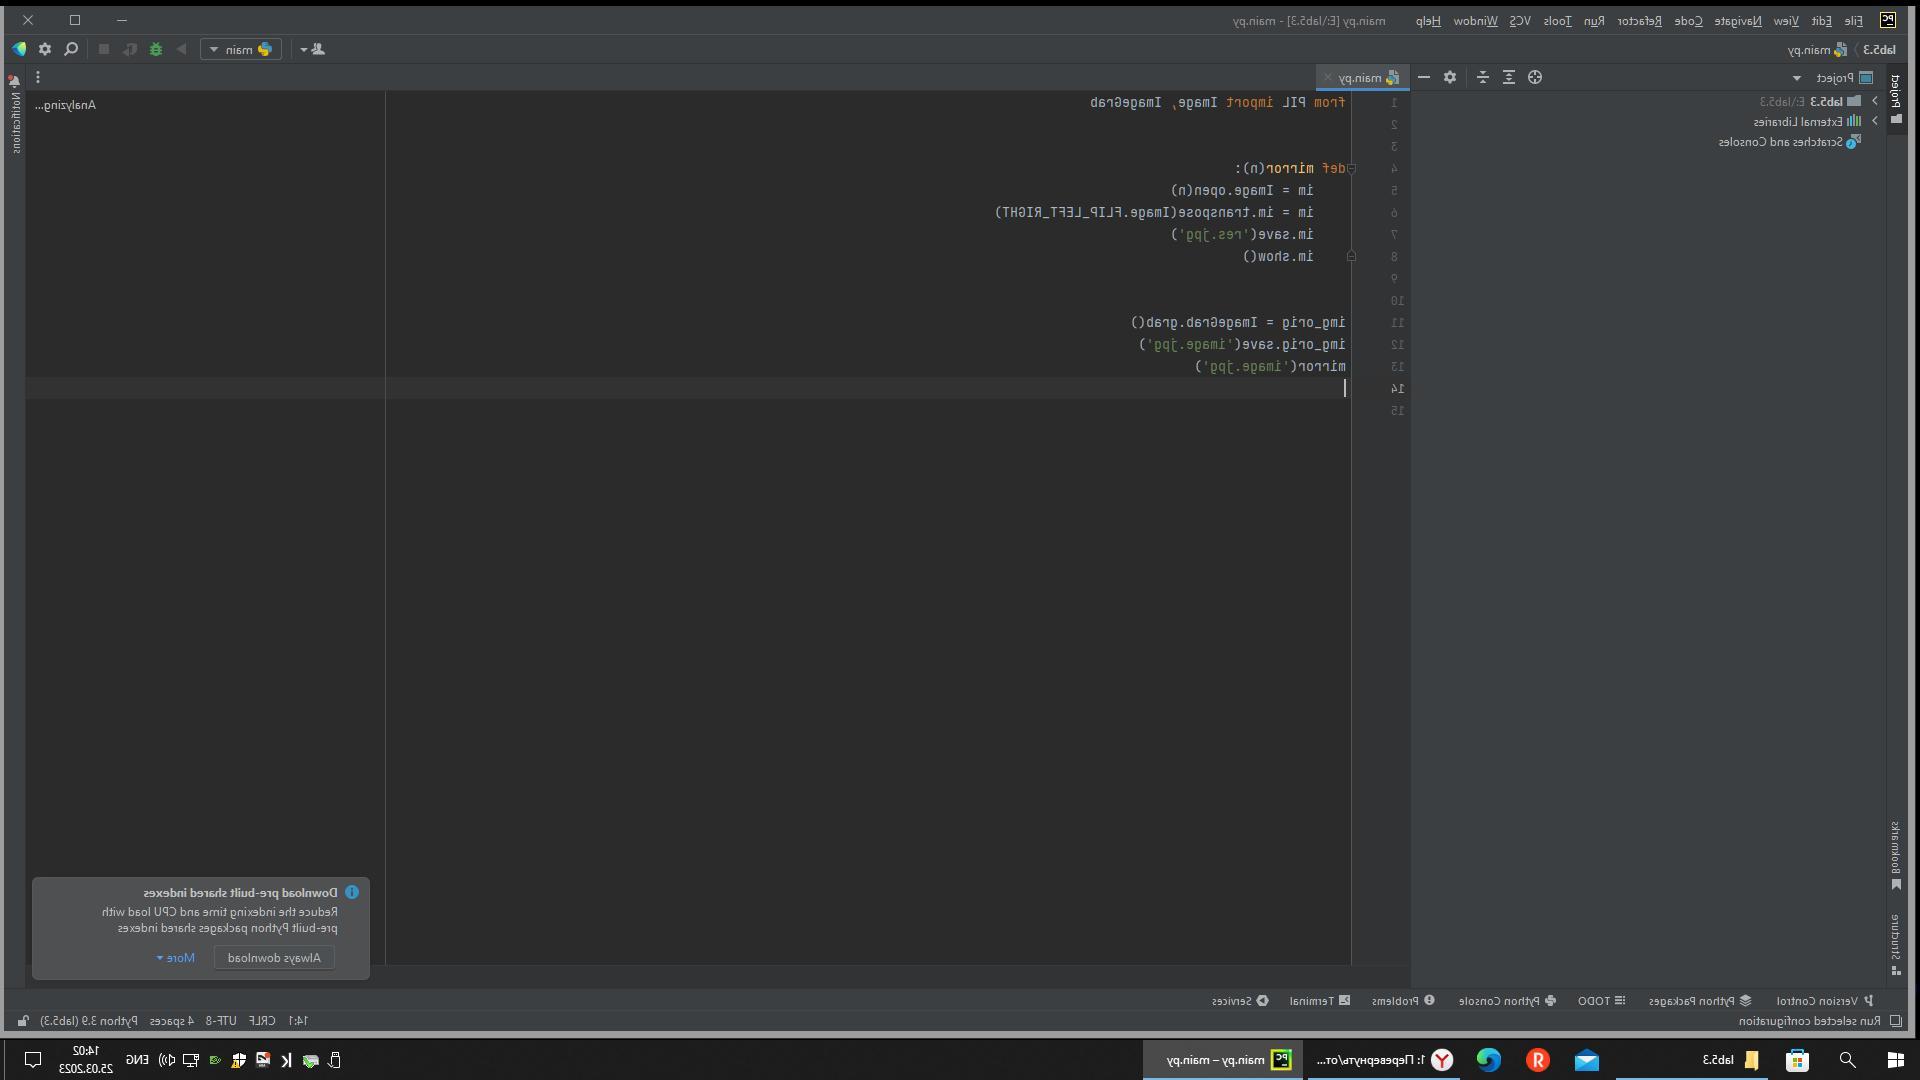 File Edit View Navigate Code Refactor Run Tools VCS Window Help main.py [E:\lab5.3] - main.py
lab5.3 main.py main
Project main.py
Project
lab5.3 E:\lab5.3
External Libraries
Scratches and Consoles
Bookmarks
Structure
1 from PIL import Image, ImageGrab
2
3
4 def mirror(n):
5 im = Image.open(n)
6 im = im.transpose(Image.FLIP_LEFT_RIGHT)
7 im.save('res.jpg')
8 im.show()
9
10
11 img_orig = ImageGrab.grab()
12 img_orig.save('image.jpg')
13 mirror('image.jpg')
14
15
Analyzing...
Notifications
Download pre-built shared indexes
Reduce the indexing time and CPU load with
pre-built Python packages shared indexes
Always download More
Version Control Python Packages TODO Python Console Problems Terminal Services
Run selected configuration 14:1 CRLF UTF-8 4 spaces Python 3.9 (lab5.3)
lab5.3 1: Перевернуть/от... main.py – main.py ENG 14:02
25.03.2023